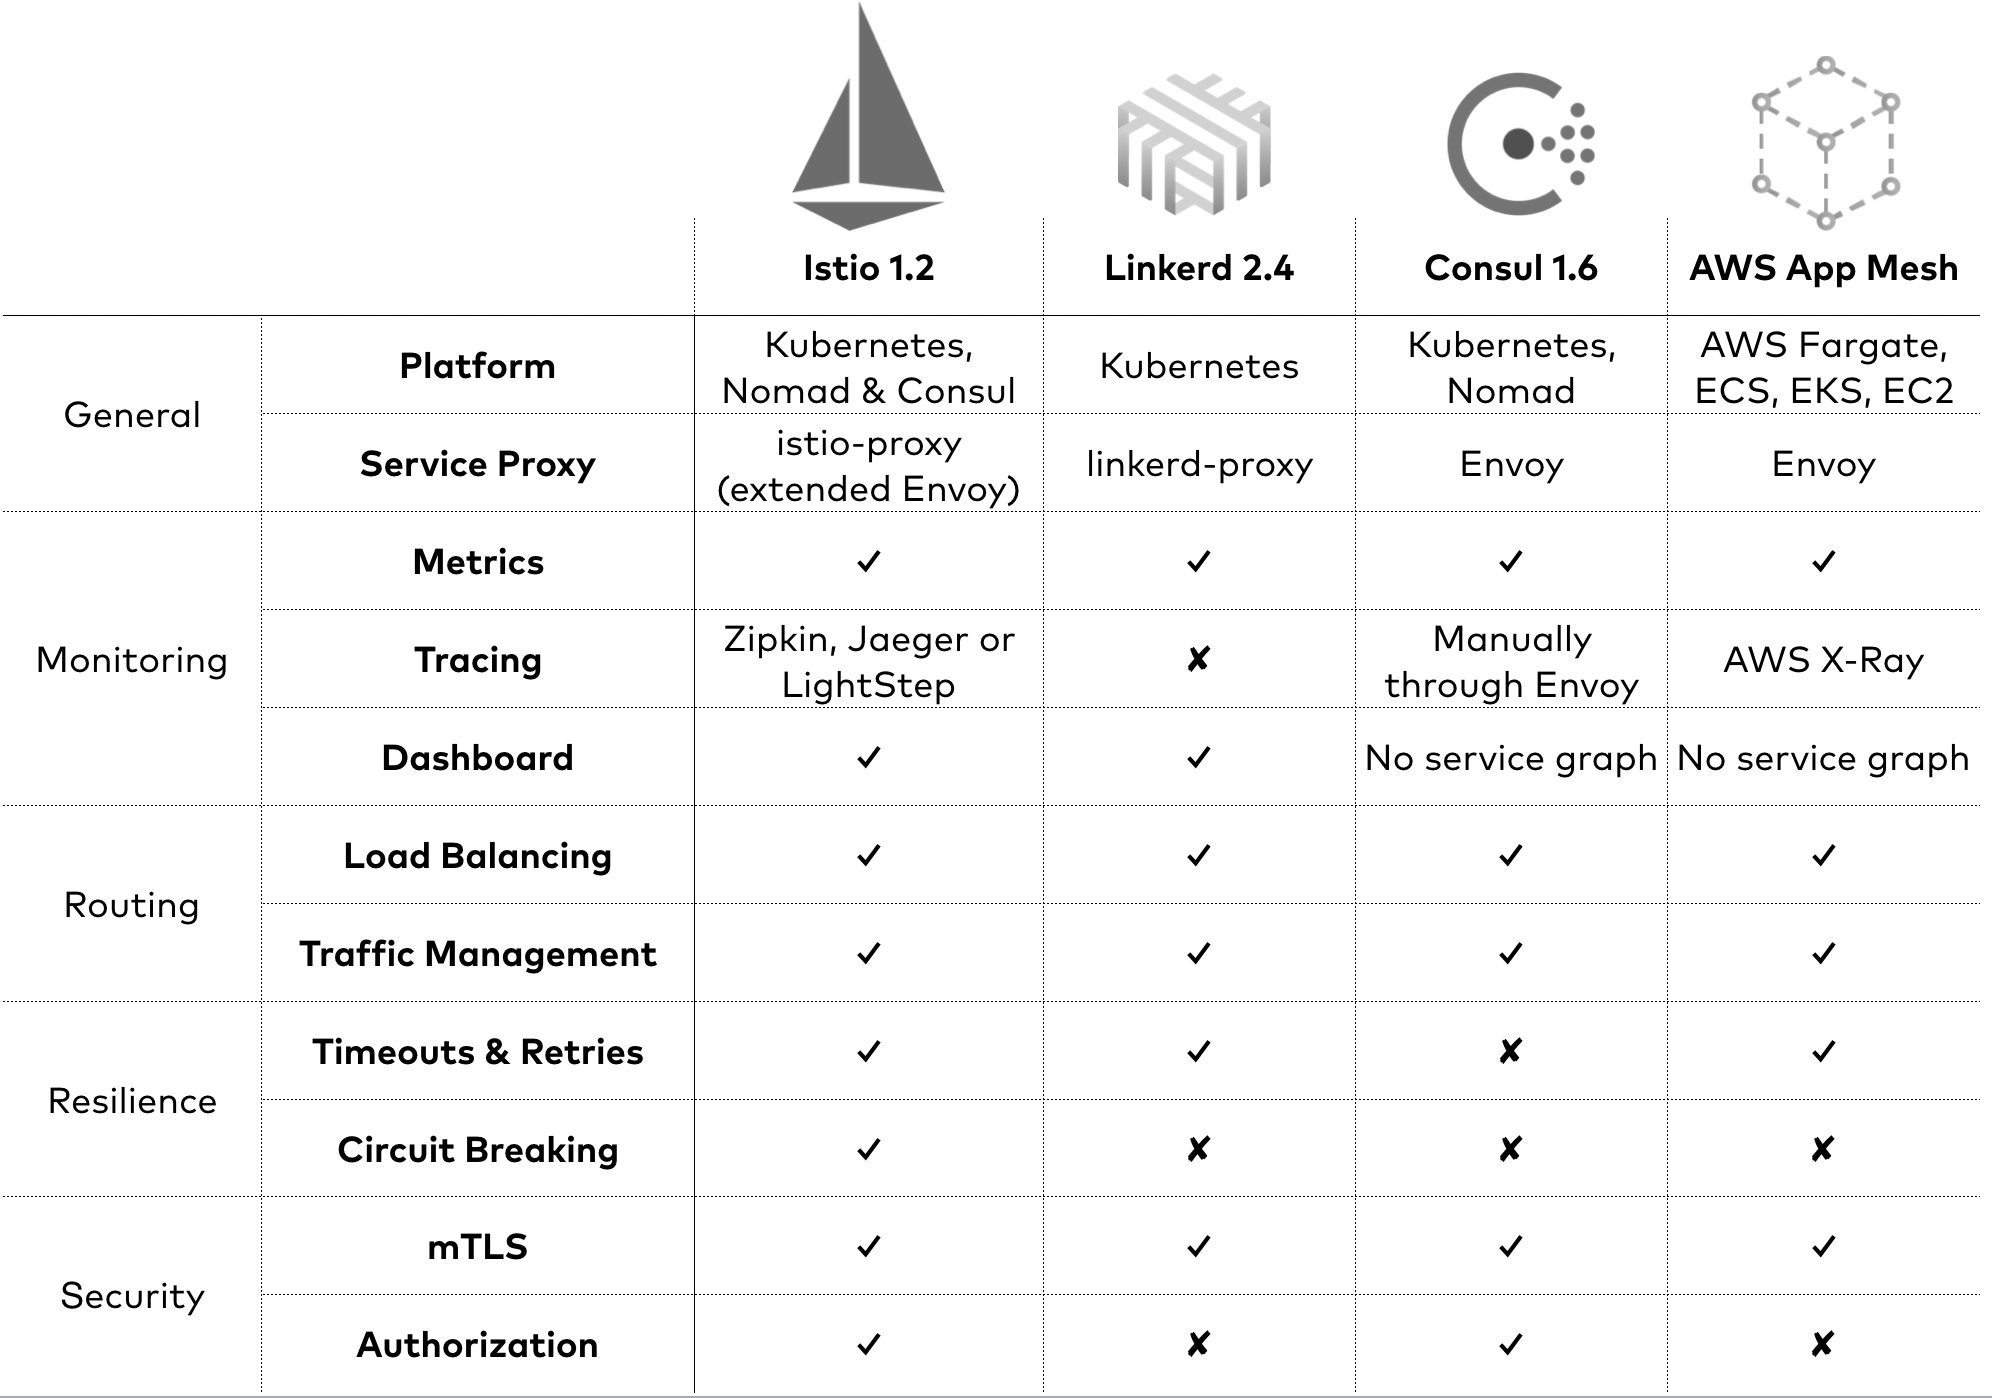 Istio 1.2
Linkerd 2.4
Consul 1.6
AWS App Mesh
General
Platform
Kubernetes,
Nomad & Consul
Kubernetes
Kubernetes,
Nomad
AWS Fargate,
ECS, EKS, EC2
Service Proxy
istio-proxy
(extended Envoy)
linkerd-proxy
Envoy
Envoy
Monitoring
Metrics
✓
✓
✓
✓
Tracing
Zipkin, Jaeger or
LightStep
✘
Manually
through Envoy
AWS X-Ray
Dashboard
✓
✓
No service graph
No service graph
Routing
Load Balancing
✓
✓
✓
✓
Traffic Management
✓
✓
✓
✓
Resilience
Timeouts & Retries
✓
✓
✘
✓
Circuit Breaking
✓
✘
✘
✘
Security
mTLS
✓
✓
✓
✓
Authorization
✓
✘
✓
✘